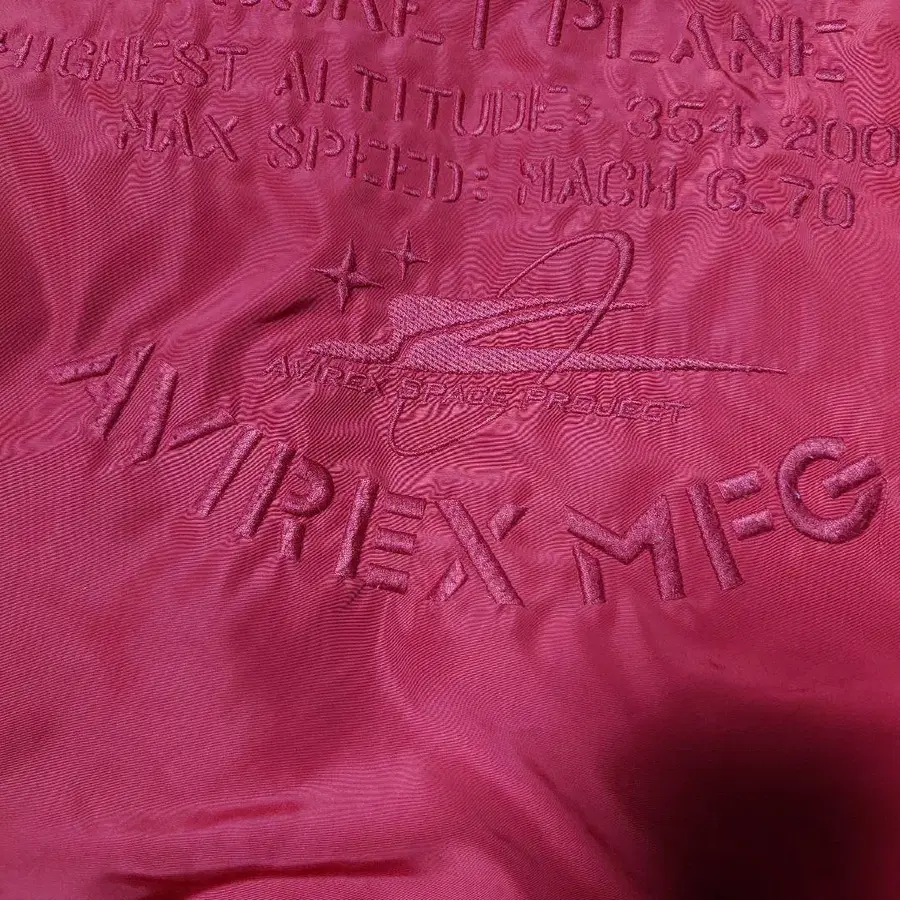 PLANE
HIGHEST ALTITUDE: 354,200
MAX SPEED: MACH 6.70
AVIREX SPACE PROJECT
AVIREX MFG